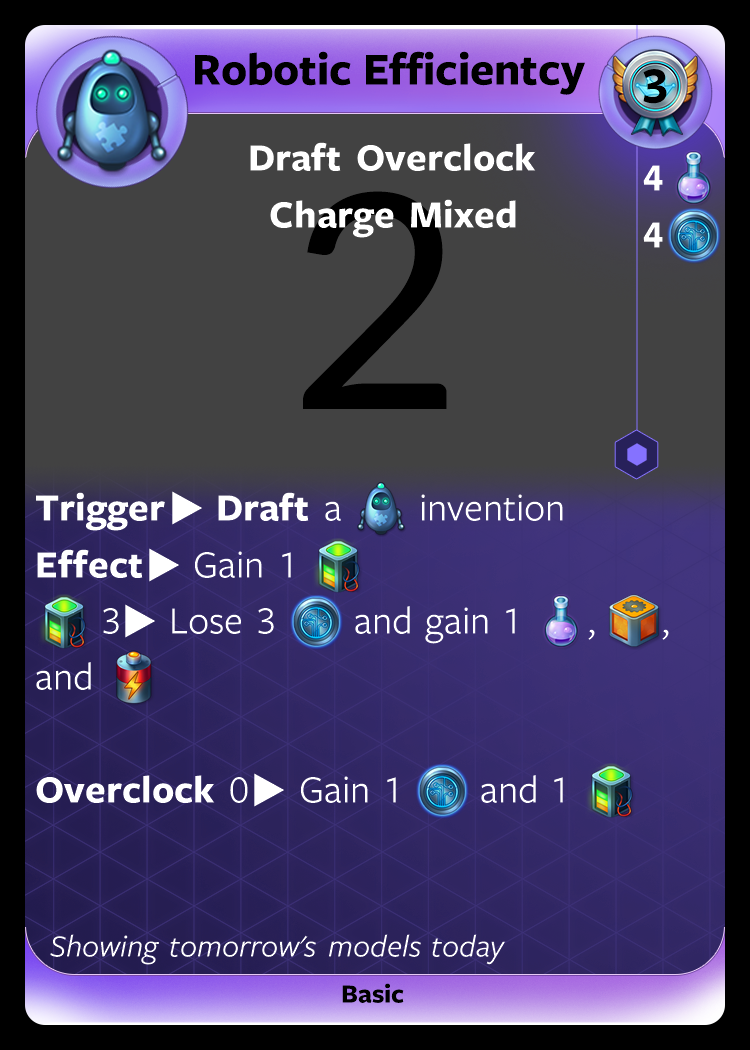 Robotic Efficientcy
3
Draft Overclock
Charge Mixed
4
4
2
Trigger▶ Draft a invention
Effect▶ Gain 1
3▶ Lose 3 and gain 1 , ,
and
Overclock 0▶ Gain 1 and 1
Showing tomorrow's models today
Basic